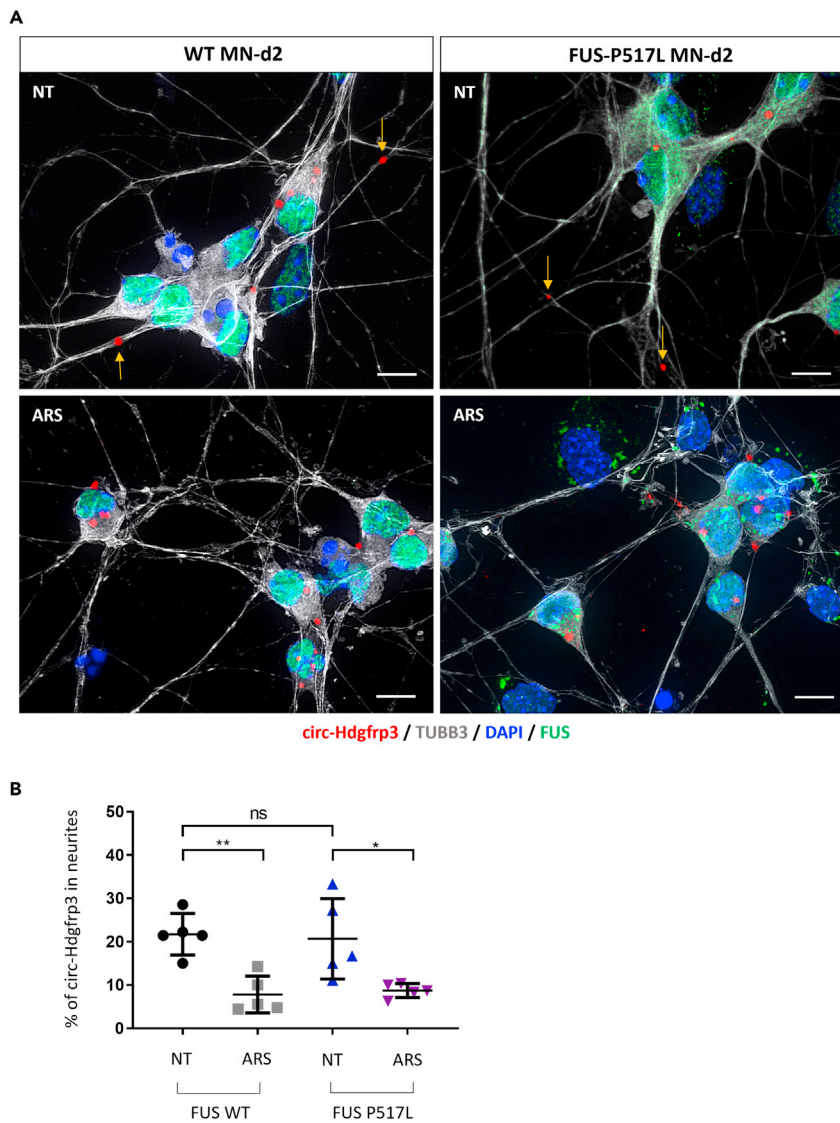 A
WT MN-d2
FUS-P517L MN-d2
NT
NT
ARS
ARS
circ-Hdgfrp3 / TUBB3 / DAPI / FUS
B
% of circ-Hdgfrp3 in neurites
50
40
30
20
10
0
ns
**
*
NT ARS NT ARS
FUS WT FUS P517L